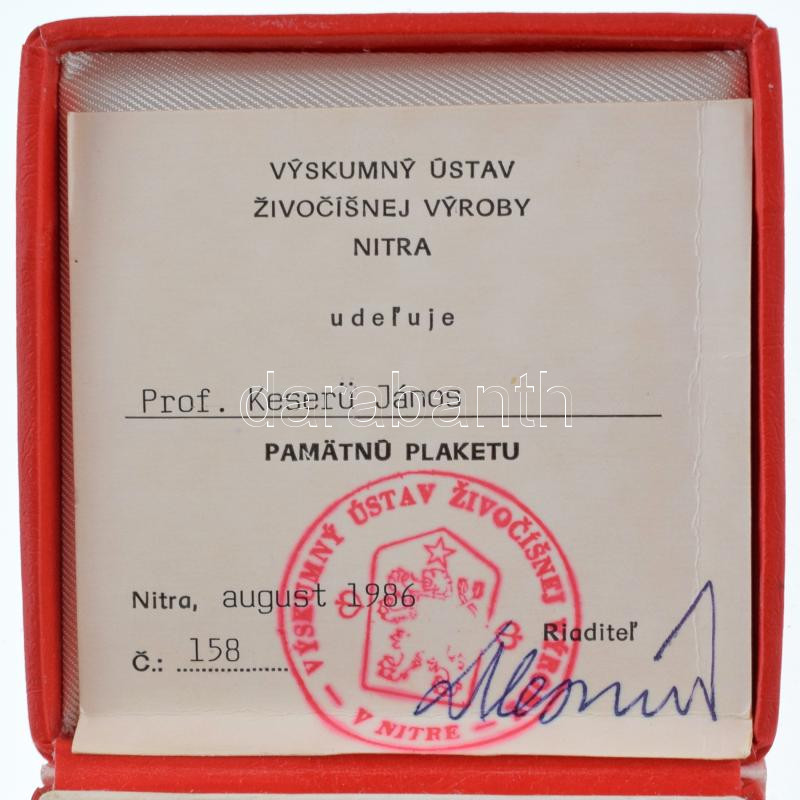 VÝSKUMNÝ ÚSTAV
ŽIVOČÍŠNEJ VÝROBY
NITRA
udeľuje
Prof. Keserü János
darabanth
PAMÄTNÚ PLAKETU
VÝSKUMNÝ ÚSTAV ŽIVOČÍŠNEJ VÝROBY
V NITRE
Nitra, august 1986
Riaditeľ
Č.: 158